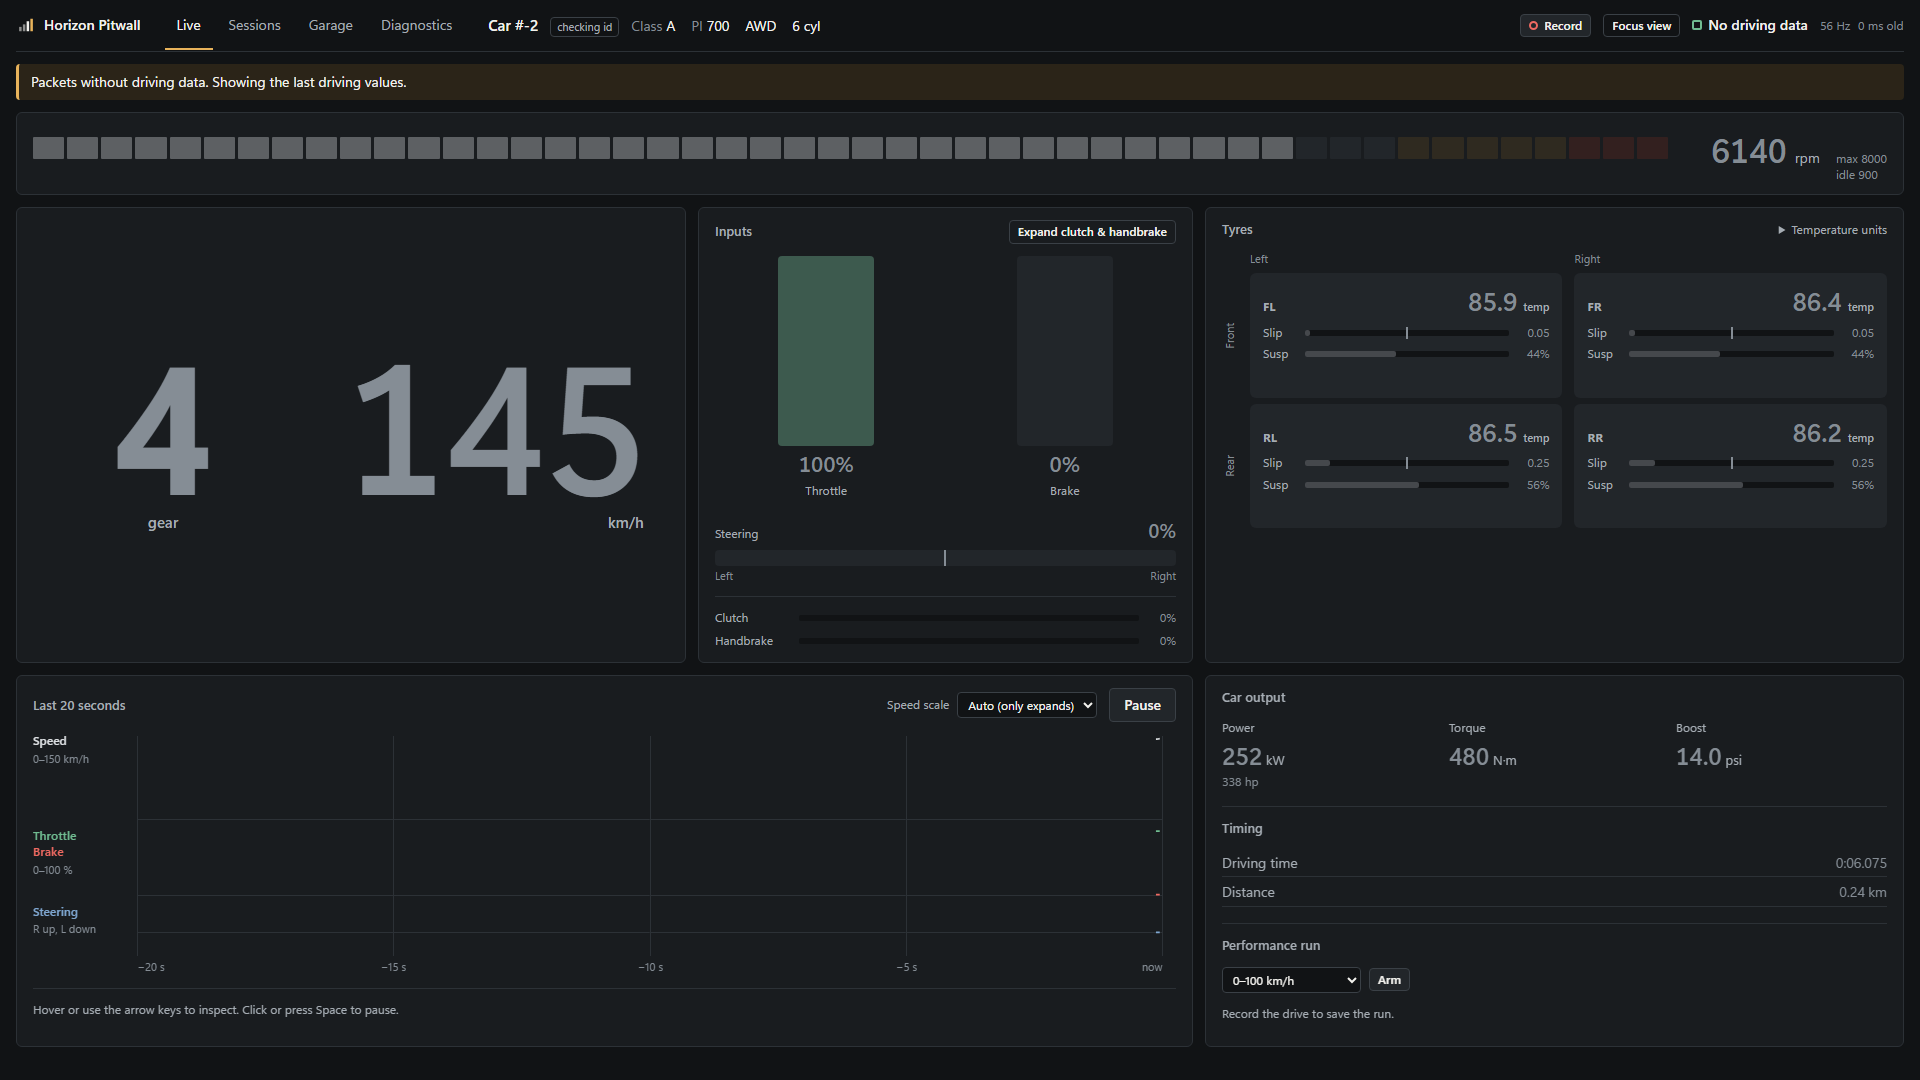 Horizon Pitwall
Live
Sessions
Garage
Diagnostics
Car #-2
checking id
Class A
PI 700
AWD
6 cyl
Record
Focus view
No driving data
56 Hz
0 ms old
Packets without driving data. Showing the last driving values.
6140 rpm
max 8000
idle 900
4
gear
145
km/h
Inputs
Expand clutch & handbrake
100%
Throttle
0%
Brake
Steering
0%
Left
Right
Clutch
0%
Handbrake
0%
Tyres
Temperature units
Left
Right
Front
FL
85.9 temp
Slip
0.05
Susp
44%
FR
86.4 temp
Slip
0.05
Susp
44%
Rear
RL
86.5 temp
Slip
0.25
Susp
56%
RR
86.2 temp
Slip
0.25
Susp
56%
Last 20 seconds
Speed scale
Auto (only expands)
Pause
Speed
0–150 km/h
Throttle
Brake
0–100 %
Steering
R up, L down
−20 s
−15 s
−10 s
−5 s
now
Hover or use the arrow keys to inspect. Click or press Space to pause.
Car output
Power
252 kW
338 hp
Torque
480 N·m
Boost
14.0 psi
Timing
Driving time
0:06.075
Distance
0.24 km
Performance run
0–100 km/h
Arm
Record the drive to save the run.